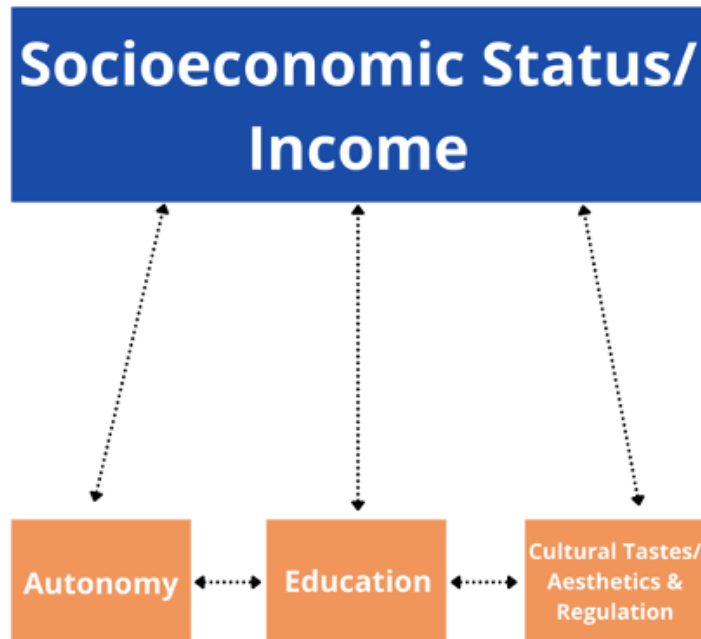 Socioeconomic Status/
Income
Autonomy
Education
Cultural Tastes/
Aesthetics &
Regulation